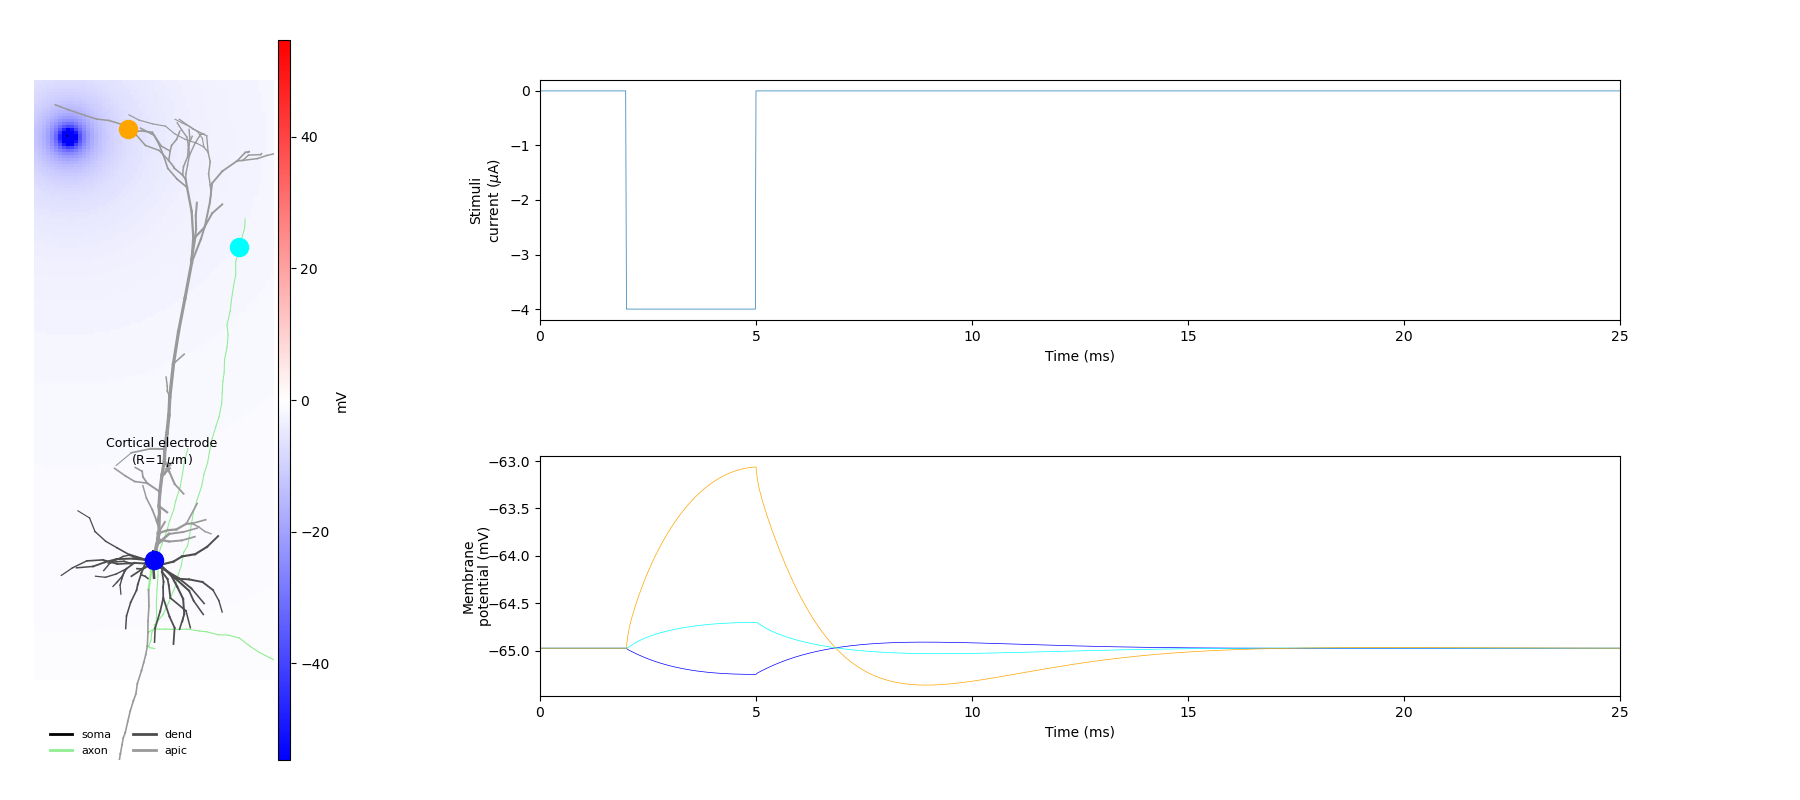 Cortical electrode
(R=1 μm)
soma
axon
dend
apic
40
20
0
−20
−40
mV
Stimuli
current (μA)
0
−1
−2
−3
−4
0 5 10 15 20 25
Time (ms)
Membrane
potential (mV)
−63.0
−63.5
−64.0
−64.5
−65.0
0 5 10 15 20 25
Time (ms)